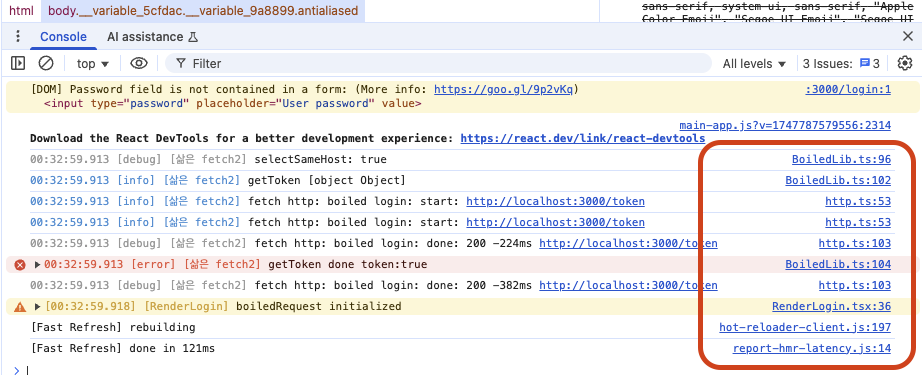 html body.__variable_5cfdac.__variable_9a8899.antialiased
sans-serif, system-ui, sans-serif, "Apple
Color Emoji", "Segoe UI Emoji", "Segoe UI
Console AI assistance
top Filter All levels 3 Issues: 3
[DOM] Password field is not contained in a form: (More info: https://goo.gl/9p2vKq) :3000/login:1
<input type="password" placeholder="User password" value>
main-app.js?v=1747787579556:2314
Download the React DevTools for a better development experience: https://react.dev/link/react-devtools
00:32:59.913 [debug] [삶은 fetch2] selectSameHost: true BoiledLib.ts:96
00:32:59.913 [info] [삶은 fetch2] getToken [object Object] BoiledLib.ts:102
00:32:59.913 [info] [삶은 fetch2] fetch http: boiled login: start: http://localhost:3000/token http.ts:53
00:32:59.913 [info] [삶은 fetch2] fetch http: boiled login: start: http://localhost:3000/token http.ts:53
00:32:59.913 [debug] [삶은 fetch2] fetch http: boiled login: done: 200 −224ms http://localhost:3000/token http.ts:103
00:32:59.913 [error] [삶은 fetch2] getToken done token:true BoiledLib.ts:104
00:32:59.913 [debug] [삶은 fetch2] fetch http: boiled login: done: 200 −382ms http://localhost:3000/token http.ts:103
[00:32:59.918] [RenderLogin] boiledRequest initialized RenderLogin.tsx:36
[Fast Refresh] rebuilding hot-reloader-client.js:197
[Fast Refresh] done in 121ms report-hmr-latency.js:14